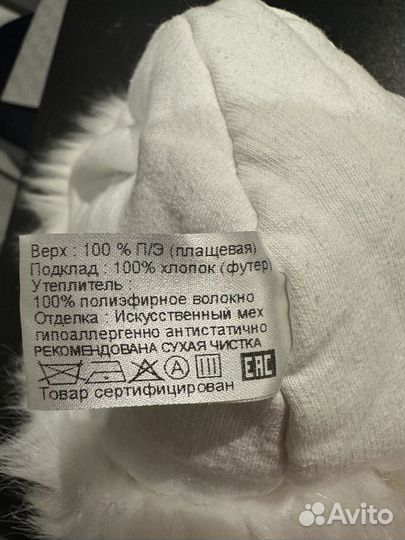 Верх : 100 % П/Э (плащевая)
Подклад : 100% хлопок (футер)
Утеплитель :
100% полиэфирное волокно
Отделка : Искусственный мех
гипоаллергенно антистатично
РЕКОМЕНДОВАНА СУХАЯ ЧИСТКА
A EAC
Товар сертифицирован
Avito